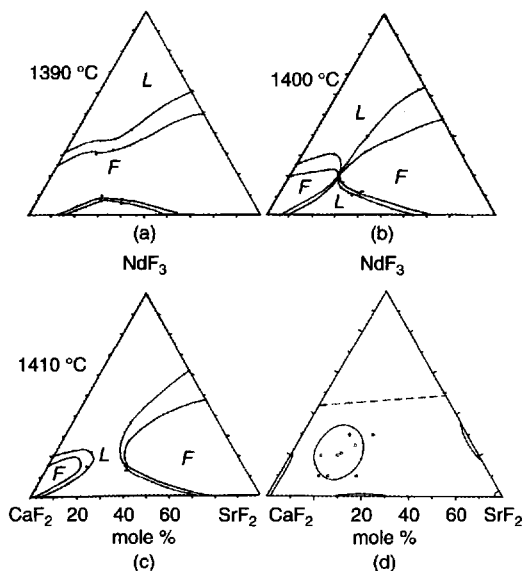 1390 °C
L
F
(a)
1400 °C
L
F
F
L
(b)
NdF3
NdF3
1410 °C
L
F
F
CaF2 20 40 60 SrF2
mole %
(c)
CaF2 20 40 60 SrF2
mole %
(d)